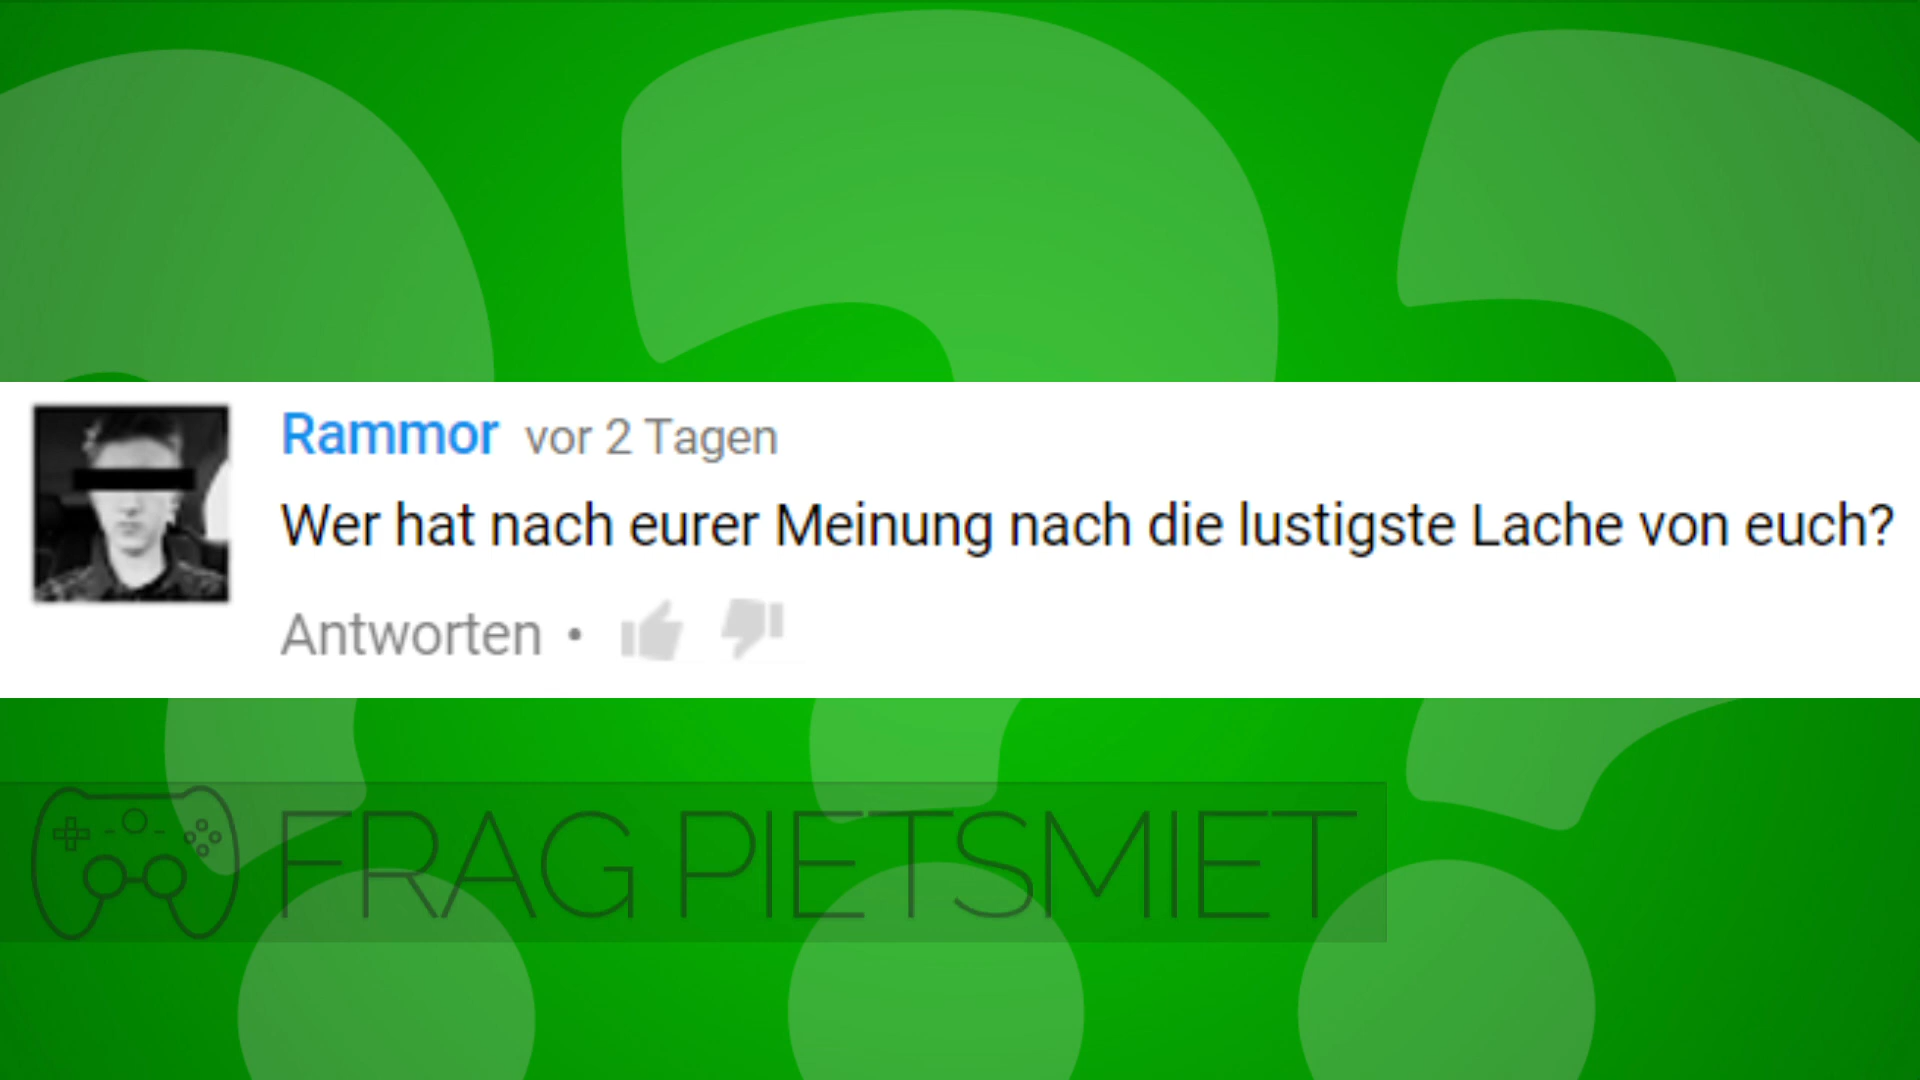 Rammor vor 2 Tagen
Wer hat nach eurer Meinung nach die lustigste Lache von euch?
Antworten •
FRAG PIETSMIET